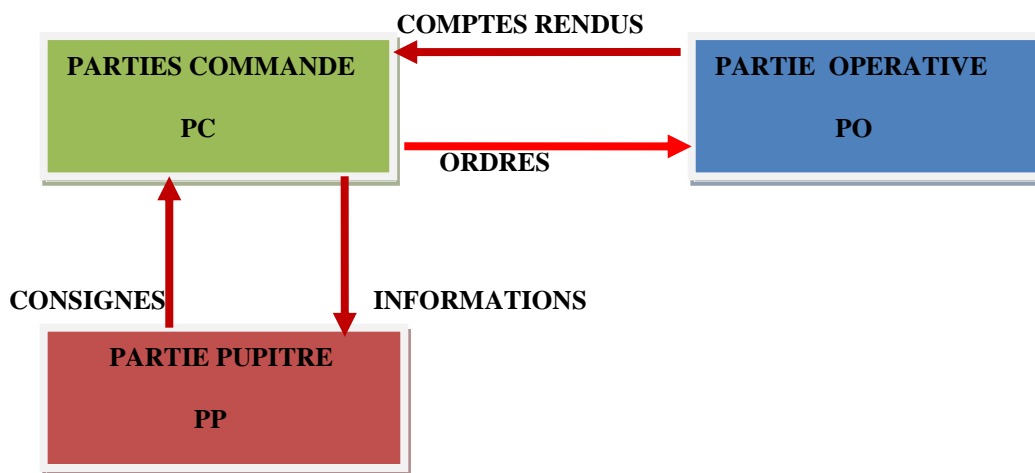 COMPTES RENDUS
PARTIES COMMANDE
PC
PARTIE OPERATIVE
PO
ORDRES
CONSIGNES
INFORMATIONS
PARTIE PUPITRE
PP